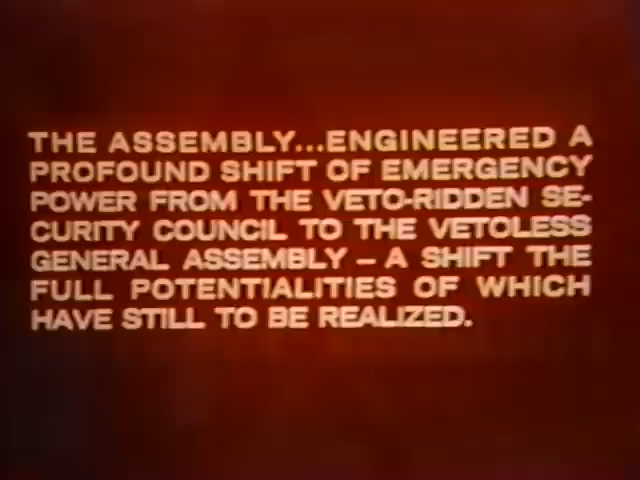 THE ASSEMBLY...ENGINEERED A
PROFOUND SHIFT OF EMERGENCY
POWER FROM THE VETO-RIDDEN SE-
CURITY COUNCIL TO THE VETOLESS
GENERAL ASSEMBLY – A SHIFT THE
FULL POTENTIALITIES OF WHICH
HAVE STILL TO BE REALIZED.